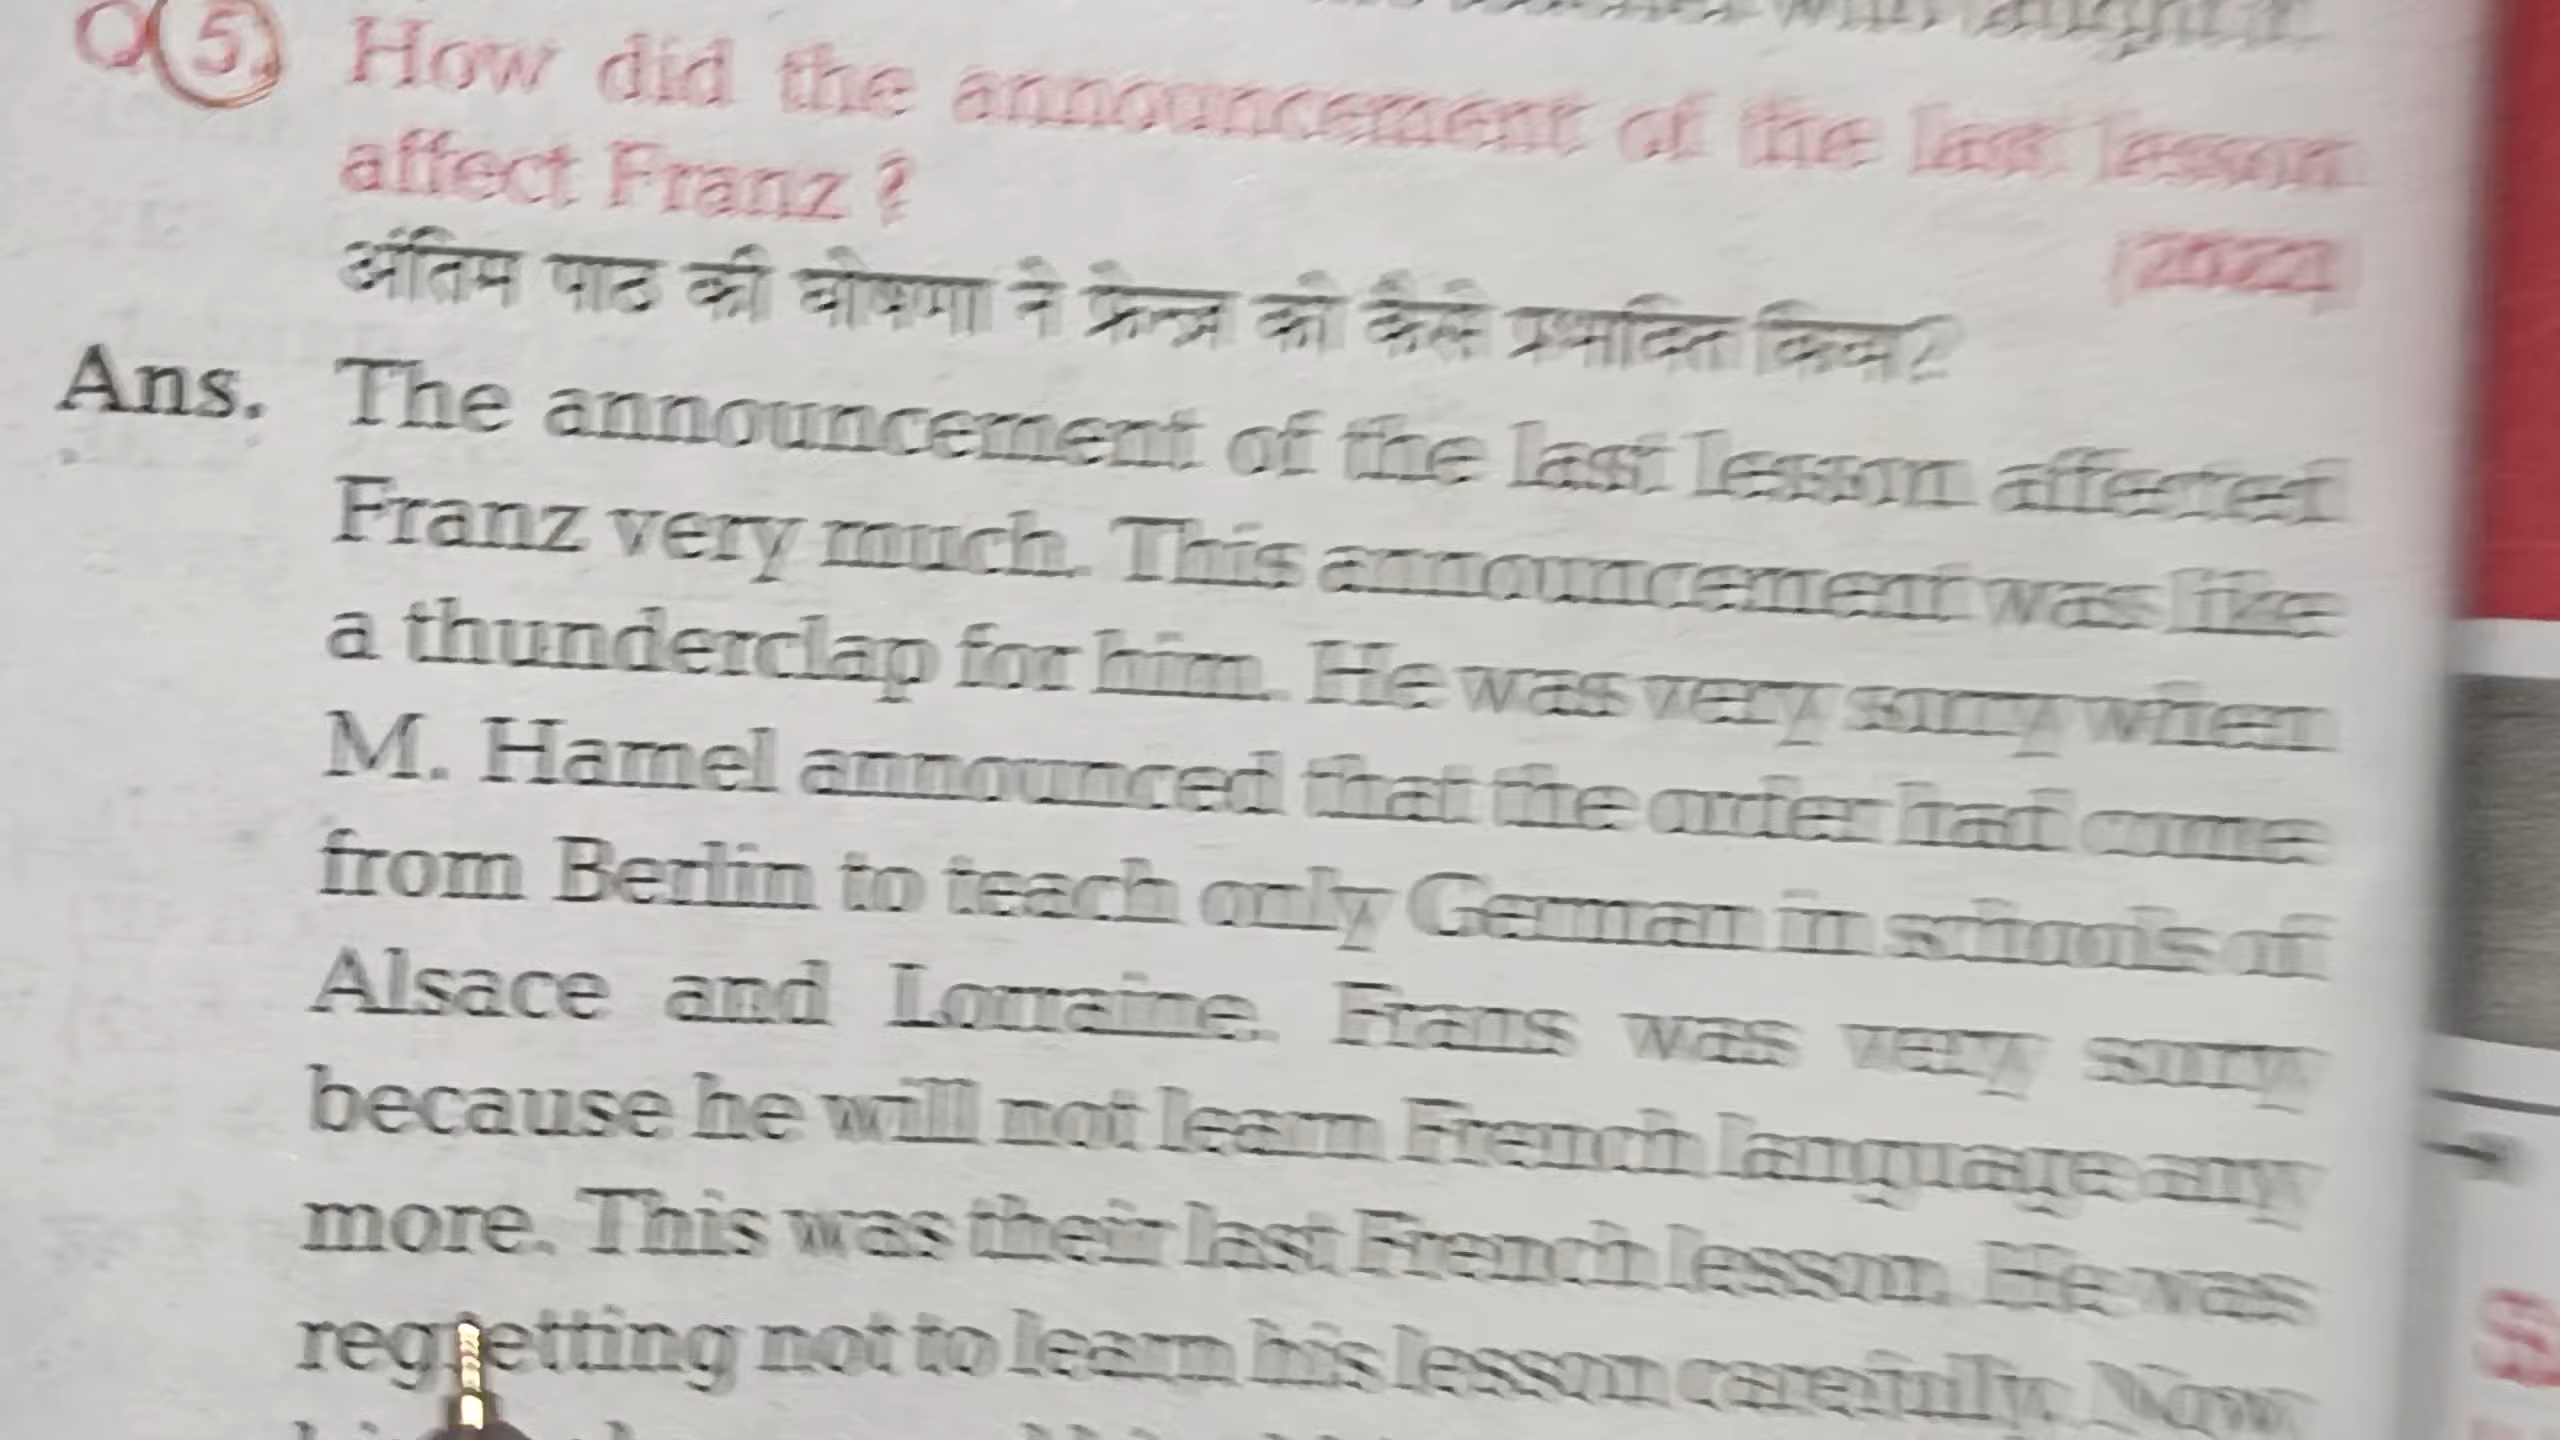 Q 5. How did the announcement of the last lesson
affect Franz ?
(2022)
अंतिम पाठ की घोषणा ने फ्रेन्ज को कैसे प्रभावित किया?
Ans. The announcement of the last lesson affected
Franz very much. This announcement was like
a thunderclap for him. He was very sorry when
M. Hamel announced that the order had come
from Berlin to teach only German in schools of
Alsace and Lorraine. Frans was very sorry
because he will not learn French language any
more. This was their last French lesson. He was
regretting not to learn his lesson carefully. Now